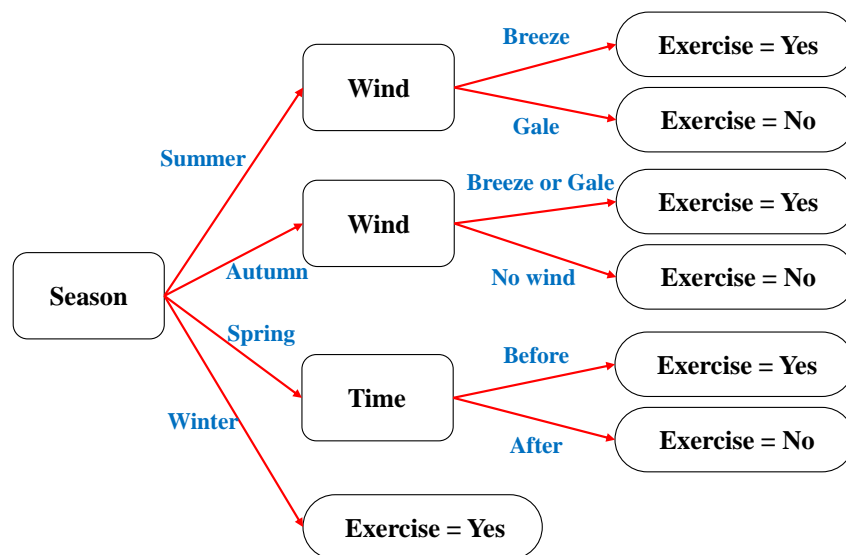 Breeze
Exercise = Yes
Wind
Gale
Exercise = No
Summer
Breeze or Gale
Exercise = Yes
Wind
Autumn
No wind
Exercise = No
Season
Spring
Before
Exercise = Yes
Time
Winter
After
Exercise = No
Exercise = Yes